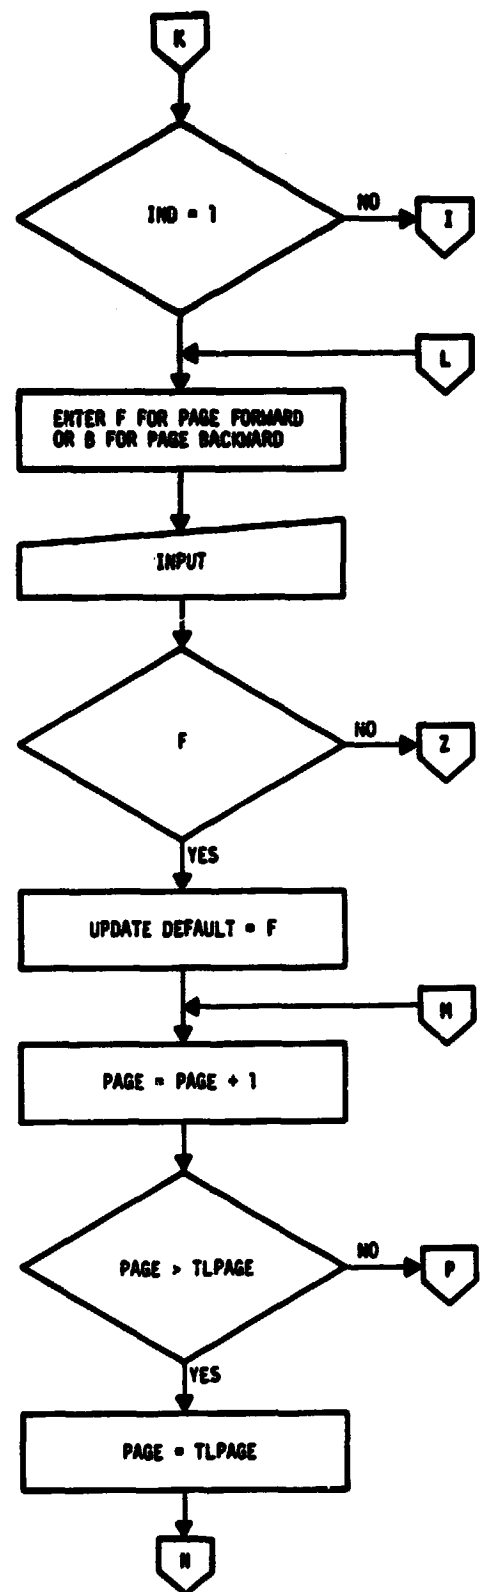 K
IND = 1
NO
I
L
ENTER F FOR PAGE FORWARD
OR B FOR PAGE BACKWARD
INPUT
F
NO
Z
YES
UPDATE DEFAULT = F
M
PAGE = PAGE + 1
PAGE > TLPAGE
NO
P
YES
PAGE = TLPAGE
N